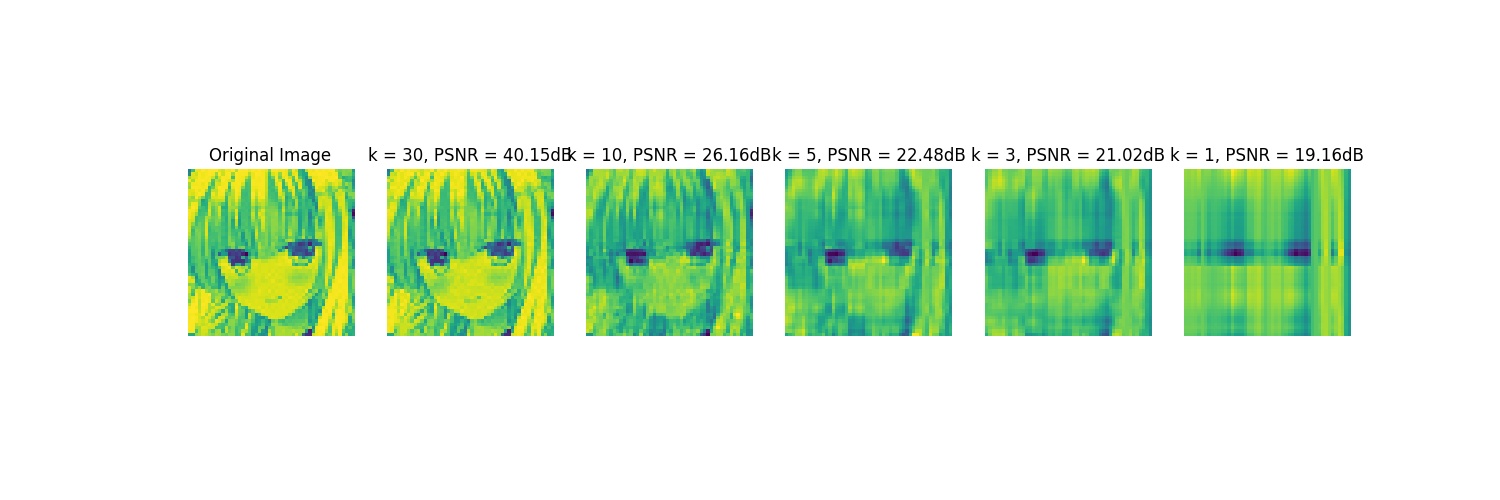 Original Image
k = 30, PSNR = 40.15dB
k = 10, PSNR = 26.16dB
k = 5, PSNR = 22.48dB
k = 3, PSNR = 21.02dB
k = 1, PSNR = 19.16dB